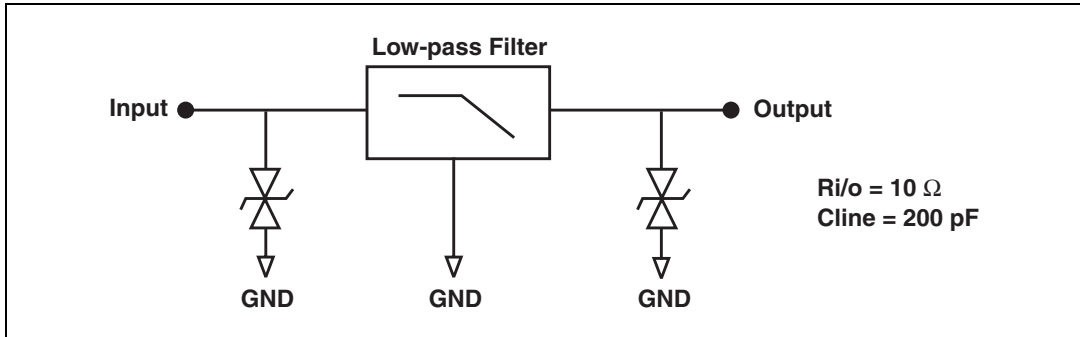 Low-pass Filter
Input
Output
Ri/o = 10 Ω
Cline = 200 pF
GND
GND
GND